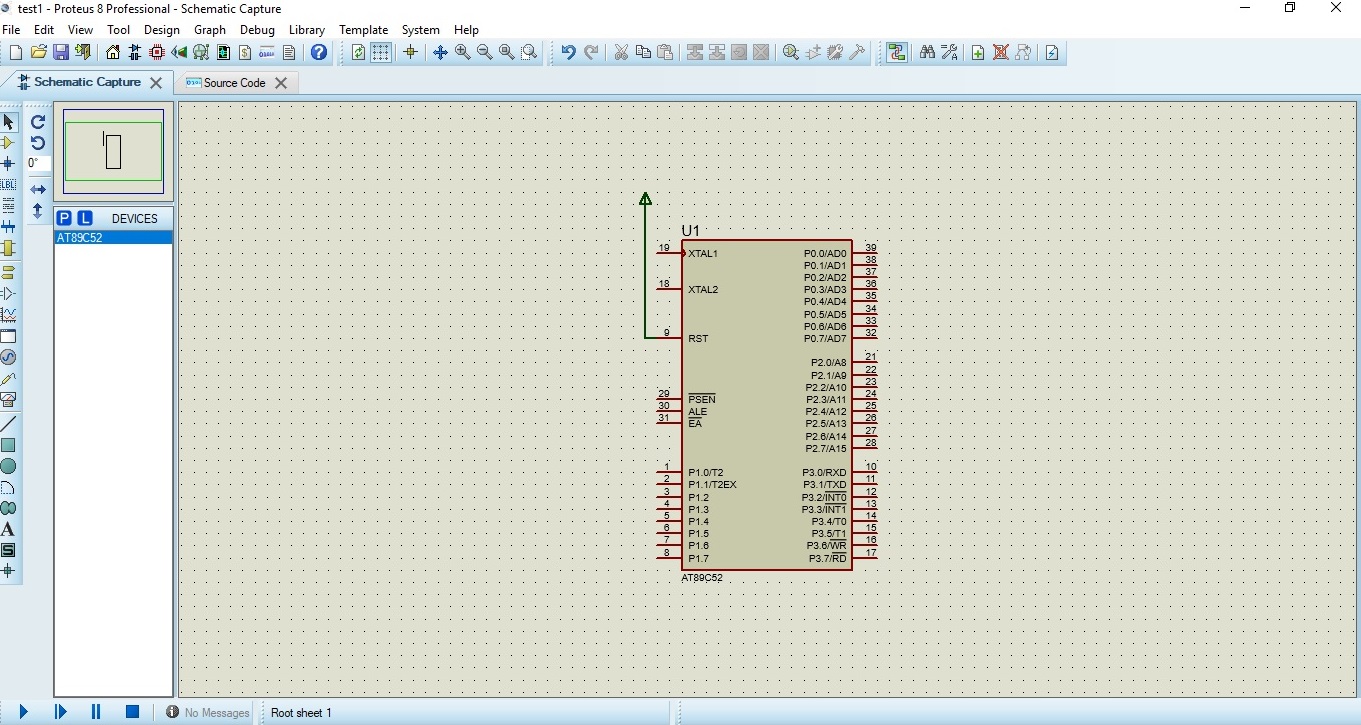 test1 - Proteus 8 Professional - Schematic Capture
File Edit View Tool Design Graph Debug Library Template System Help
Schematic Capture
Source Code
LBL
0°
P L DEVICES
AT89C52
A
S
U1
19 XTAL1
18 XTAL2
9 RST
29 PSEN
30 ALE
31 EA
1 P1.0/T2
2 P1.1/T2EX
3 P1.2
4 P1.3
5 P1.4
6 P1.5
7 P1.6
8 P1.7
P0.0/AD0 39
P0.1/AD1 38
P0.2/AD2 37
P0.3/AD3 36
P0.4/AD4 35
P0.5/AD5 34
P0.6/AD6 33
P0.7/AD7 32
P2.0/A8 21
P2.1/A9 22
P2.2/A10 23
P2.3/A11 24
P2.4/A12 25
P2.5/A13 26
P2.6/A14 27
P2.7/A15 28
P3.0/RXD 10
P3.1/TXD 11
P3.2/INT0 12
P3.3/INT1 13
P3.4/T0 14
P3.5/T1 15
P3.6/WR 16
P3.7/RD 17
AT89C52
No Messages
Root sheet 1